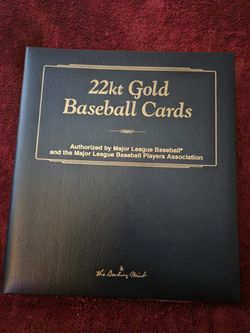 22kt Gold
Baseball Cards
Authorized by Major League Baseball®
and the Major League Baseball Players Association
The Danbury Mint